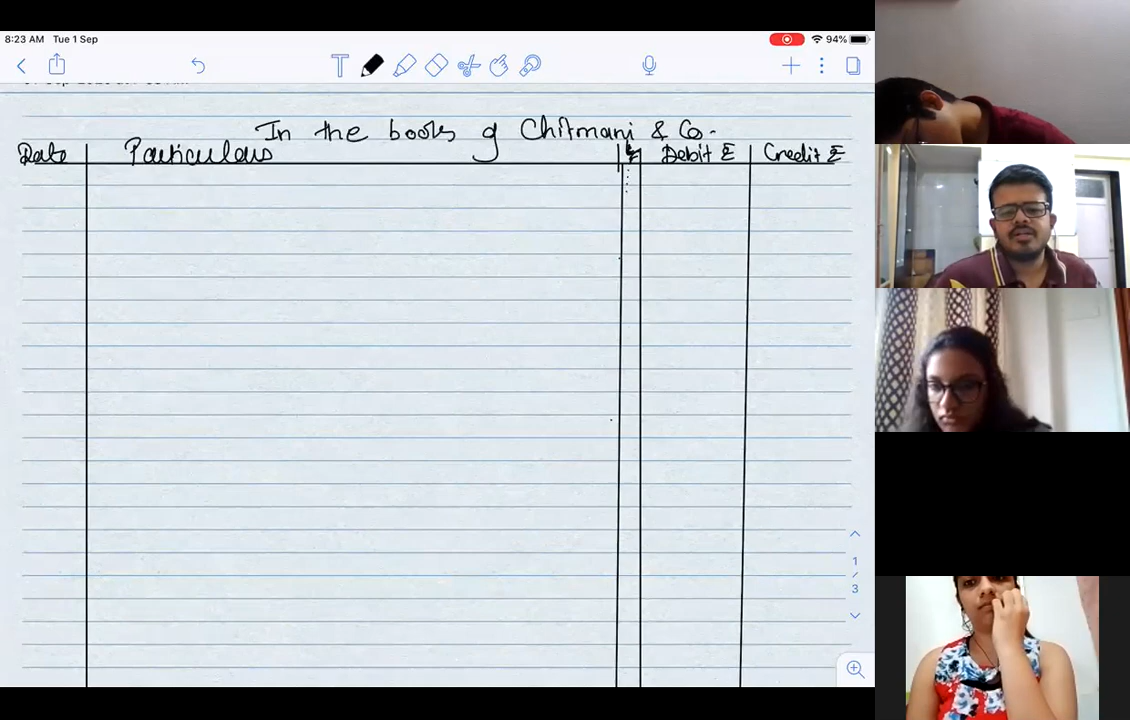 8:23 AM Tue 1 Sep 94%
In the books of Chitmani & Co.
Date Particulars Debit ₹ Credit ₹
1
/
3